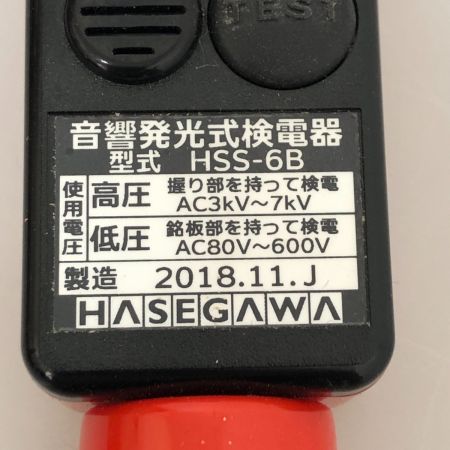 TEST
音響発光式検電器
型式 HSS-6B
使用電圧
高圧 握り部を持って検電
AC3kV～7kV
低圧 銘板部を持って検電
AC80V～600V
製造 2018.11.J
HASEGAWA